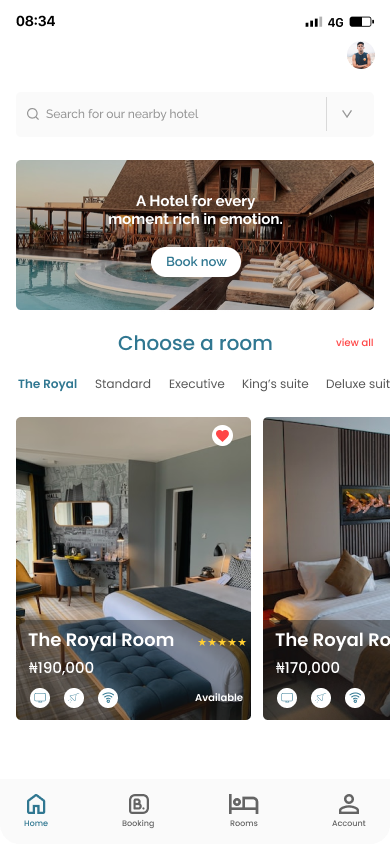 08:34
4G
Search for our nearby hotel
A Hotel for every
moment rich in emotion.
Book now
Choose a room
view all
The Royal Standard Executive King's suite Deluxe suit
The Royal Room
₦190,000
Available
The Royal Ro
₦170,000
B.
Home Booking Rooms Account